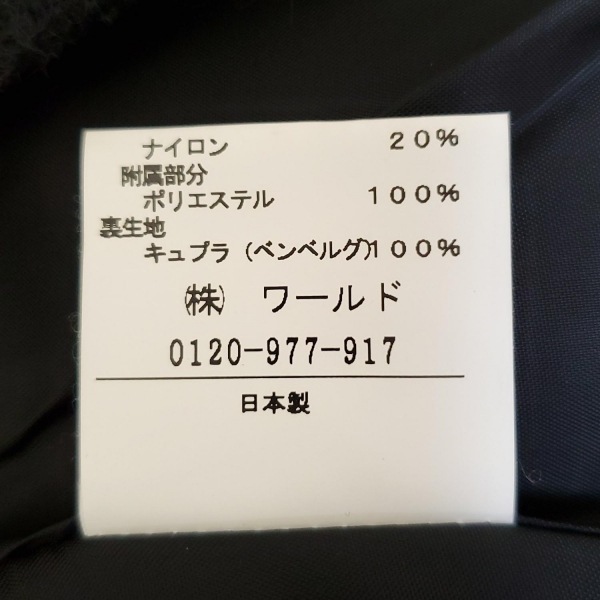 ナイロン ２０％
附属部分
ポリエステル １００％
裏生地
キュプラ（ベンベルグ）１００％
㈱ ワールド
0120-977-917
日本製